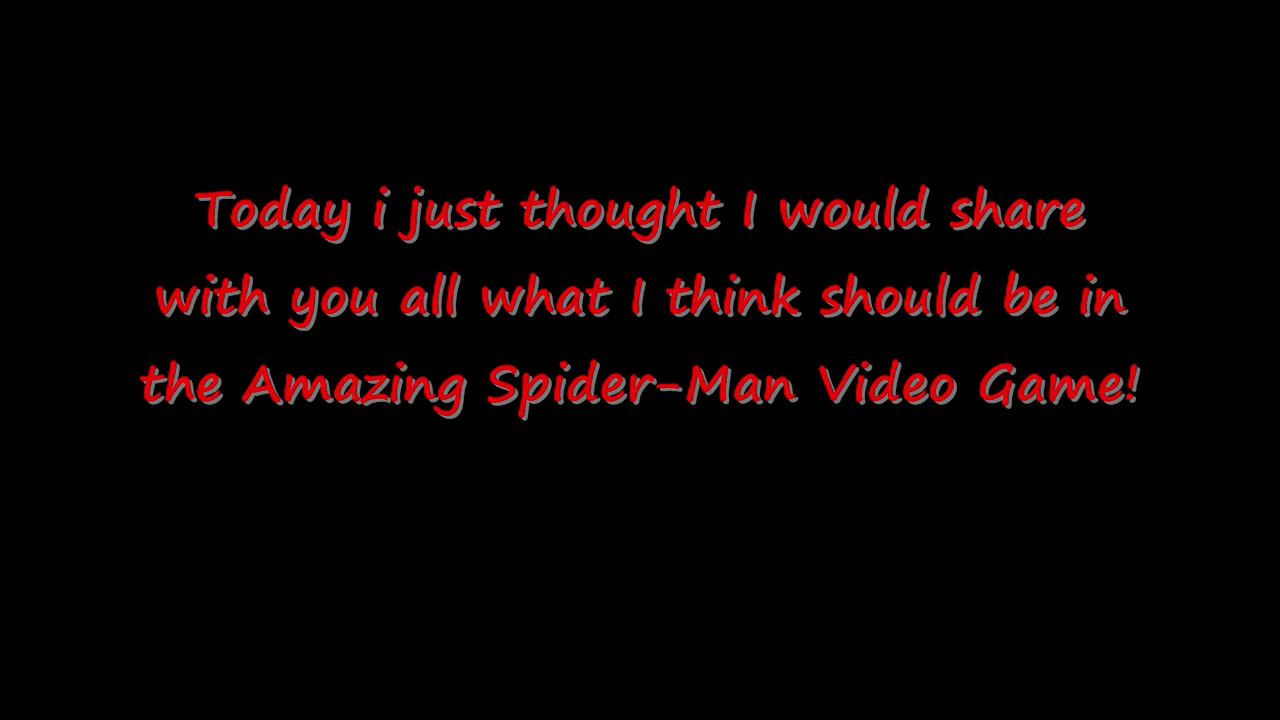 Today i just thought I would share
with you all what I think should be in
the Amazing Spider-Man Video Game!